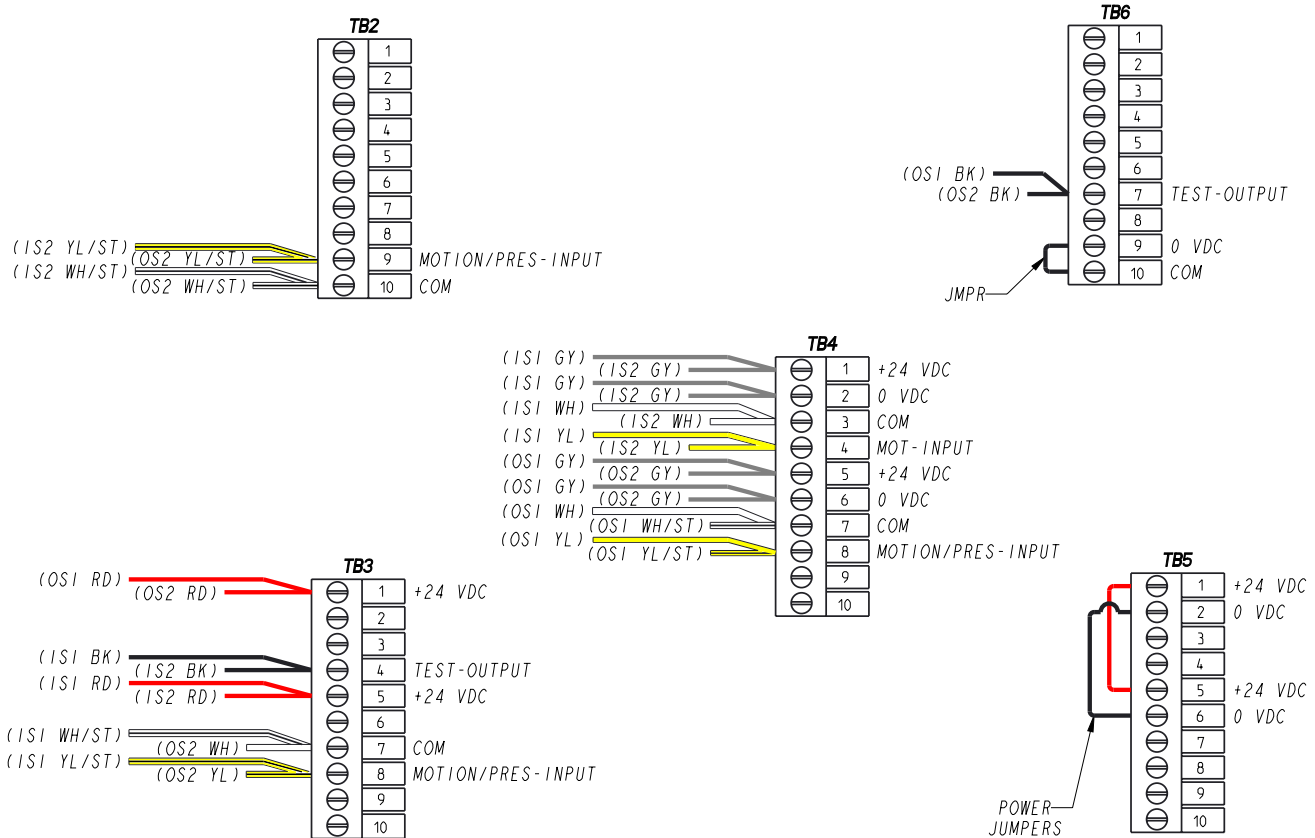 TB2
1
2
3
4
5
6
7
8
(IS2 YL/ST)
(OS2 YL/ST)
9 MOTION/PRES-INPUT
(IS2 WH/ST)
(OS2 WH/ST)
10 COM
TB6
1
2
3
4
5
6
(OS1 BK)
(OS2 BK)
7 TEST-OUTPUT
8
9 0 VDC
10 COM
JMPR
TB4
(IS1 GY)
(IS2 GY)
1 +24 VDC
(IS1 GY)
(IS2 GY)
2 0 VDC
(IS1 WH)
(IS2 WH)
3 COM
(IS1 YL)
(IS2 YL)
4 MOT-INPUT
(OS1 GY)
(OS2 GY)
5 +24 VDC
(OS1 GY)
(OS2 GY)
6 0 VDC
(OS1 WH)
(OS1 WH/ST)
7 COM
(OS1 YL)
(OS1 YL/ST)
8 MOTION/PRES-INPUT
9
10
TB3
(OS1 RD)
(OS2 RD)
1 +24 VDC
2
3
(IS1 BK)
(IS2 BK)
4 TEST-OUTPUT
(IS1 RD)
(IS2 RD)
5 +24 VDC
6
(IS1 WH/ST)
(OS2 WH)
7 COM
(IS1 YL/ST)
(OS2 YL)
8 MOTION/PRES-INPUT
9
10
TB5
1 +24 VDC
2 0 VDC
3
4
5 +24 VDC
6 0 VDC
7
8
9
10
POWER
JUMPERS